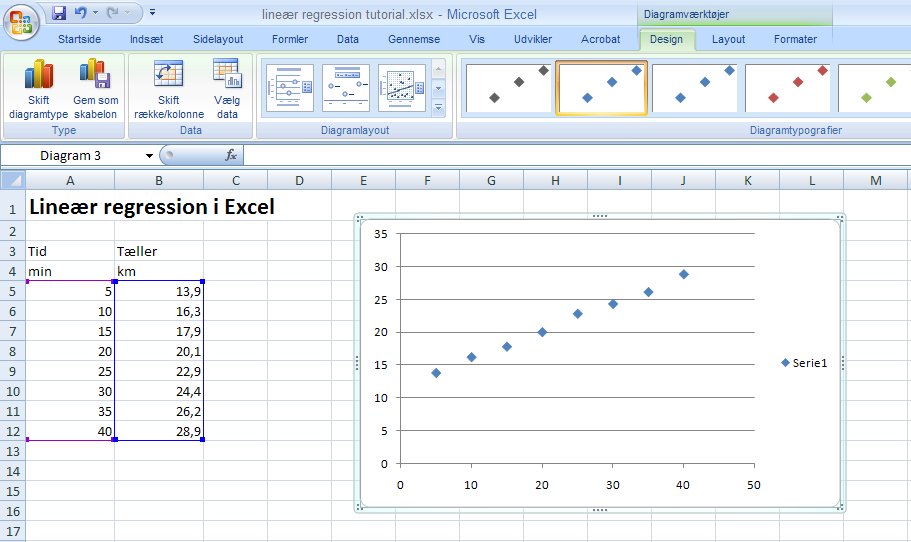 lineær regression tutorial.xlsx - Microsoft Excel
Diagramværktøjer
Startside Indsæt Sidelayout Formler Data Gennemse Vis Udvikler Acrobat Design Layout Formater
Skift Gem som Skift Vælg
diagramtype skabelon række/kolonne data
Type Data Diagramlayout Diagramtypografier
Diagram 3 fx
A B C D E F G H I J K L M
1 Lineær regression i Excel
2
3 Tid Tæller
4 min km
5 5 13,9
6 10 16,3
7 15 17,9
8 20 20,1
9 25 22,9
10 30 24,4
11 35 26,2
12 40 28,9
13
14
15
16
17
35
30
25
20
15
10
5
0
0 10 20 30 40 50
Serie1